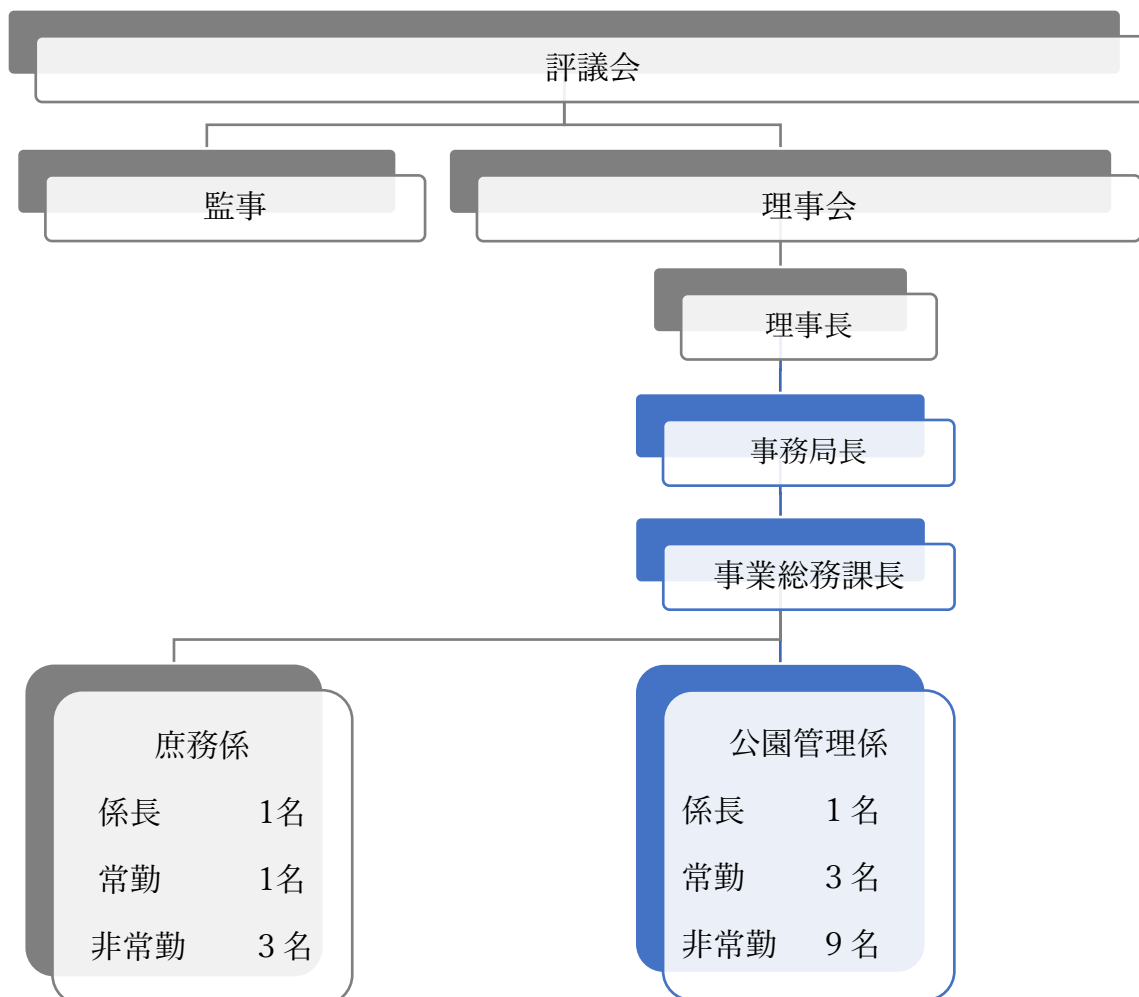 評議会
監事
理事会
理事長
事務局長
事業総務課長
庶務係
係長 1名
常勤 1名
非常勤 3 名
公園管理係
係長 1 名
常勤 3 名
非常勤 9 名